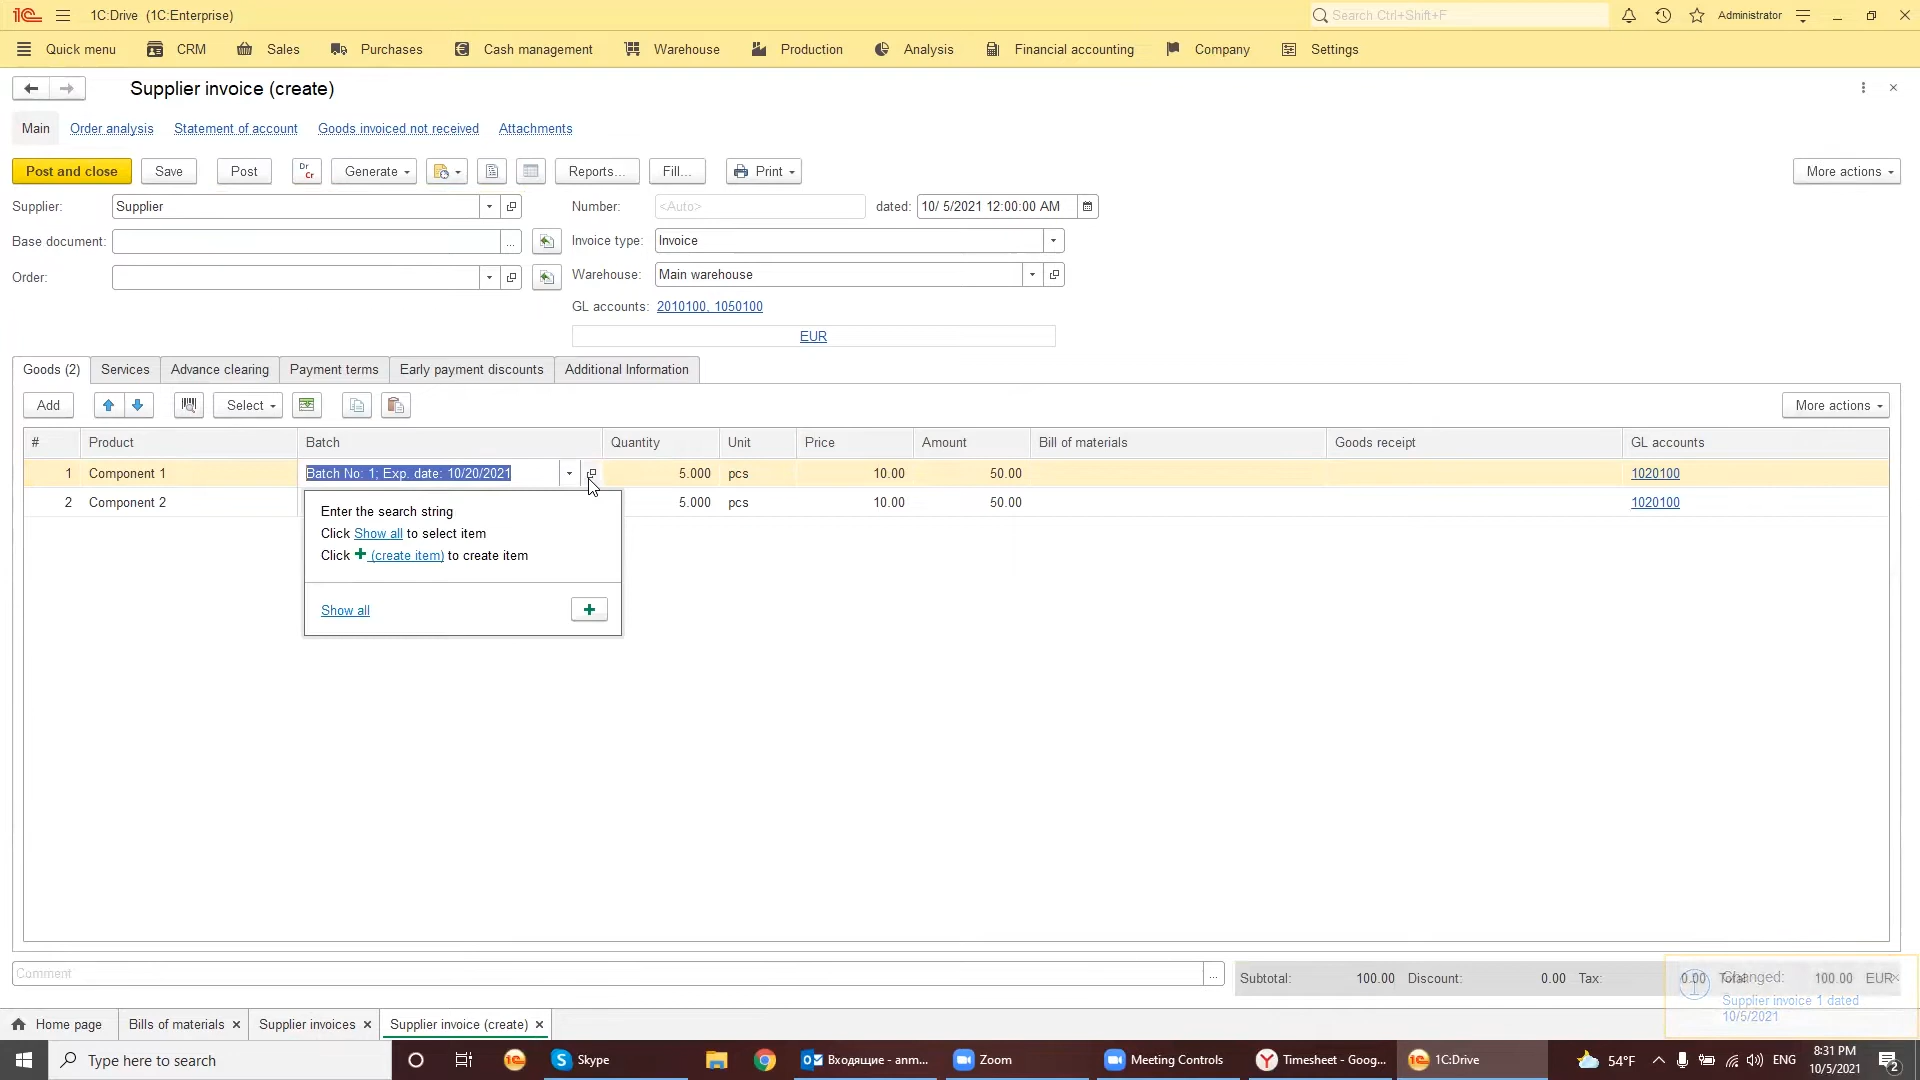 1C:Drive (1C:Enterprise)
Search Ctrl+Shift+F
Administrator
Quick menu
CRM
Sales
Purchases
Cash management
Warehouse
Production
Analysis
Financial accounting
Company
Settings
Supplier invoice (create)
Main
Order analysis
Statement of account
Goods invoiced not received
Attachments
Post and close
Save
Post
Dr
Cr
Generate
Reports...
Fill...
Print
More actions
Supplier:
Supplier
Number:
<Auto>
dated:
10/ 5/2021 12:00:00 AM
Base document:
...
Invoice type:
Invoice
Order:
Warehouse:
Main warehouse
GL accounts:
2010100, 1050100
EUR
Goods (2)
Services
Advance clearing
Payment terms
Early payment discounts
Additional Information
Add
Select
More actions
#
Product
Batch
Quantity
Unit
Price
Amount
Bill of materials
Goods receipt
GL accounts
1
Component 1
Batch No: 1; Exp. date: 10/20/2021
5.000
pcs
10.00
50.00
1020100
2
Component 2
5.000
pcs
10.00
50.00
1020100
Enter the search string
Click Show all to select item
Click + (create item) to create item
Show all
Comment
...
Subtotal:
100.00
Discount:
0.00
Tax:
0.00
Total:
100.00
EUR
Changed:
Supplier invoice 1 dated
10/5/2021
Home page
Bills of materials
Supplier invoices
Supplier invoice (create)
Type here to search
Skype
Входящие - anm...
Zoom
Meeting Controls
Timesheet - Goog...
1C:Drive
54°F
ENG
8:31 PM
10/5/2021
2